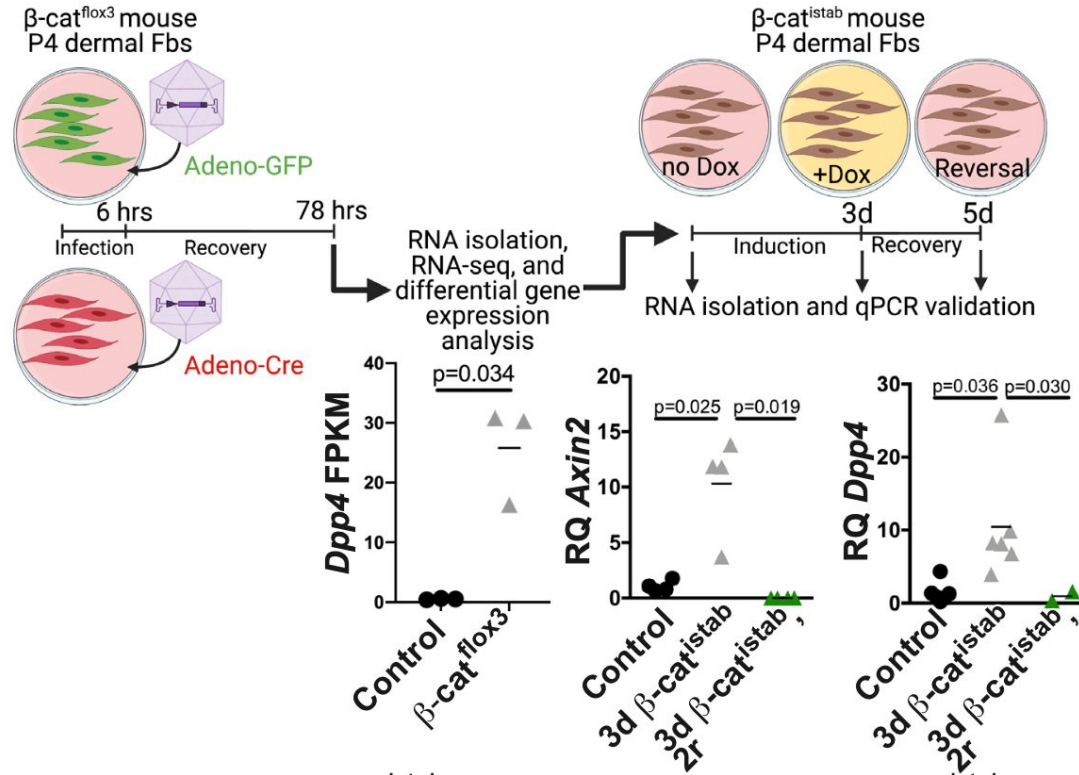 β-cat^flox3 mouse
P4 dermal Fbs
Adeno-GFP
6 hrs
78 hrs
Infection
Recovery
Adeno-Cre
RNA isolation,
RNA-seq, and
differential gene
expression
analysis
β-cat^istab mouse
P4 dermal Fbs
no Dox
+Dox
Reversal
3d
5d
Induction
Recovery
RNA isolation and qPCR validation
Dpp4 FPKM
40
30
20
10
0
p=0.034
Control
β-cat^flox3
RQ Axin2
20
15
10
5
0
p=0.025
p=0.019
Control
3d β-cat^istab
3d β-cat^istab,
2r
RQ Dpp4
30
20
10
0
p=0.036
p=0.030
Control
3d β-cat^istab
3d β-cat^istab,
2r